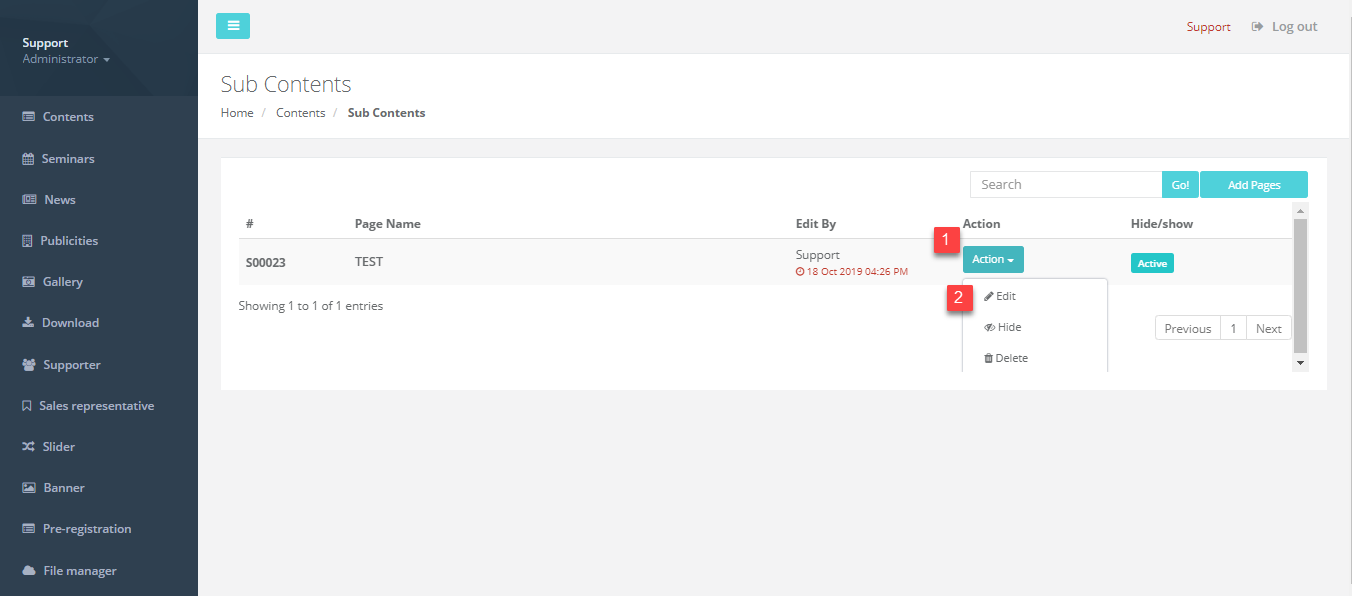 Support
Administrator
Contents
Seminars
News
Publicities
Gallery
Download
Supporter
Sales representative
Slider
Banner
Pre-registration
File manager
Support Log out
Sub Contents
Home / Contents / Sub Contents
Search Go! Add Pages
# Page Name Edit By Action Hide/show
1
S00023 TEST Support Action Active
18 Oct 2019 04:26 PM
2 Edit
Hide
Delete
Showing 1 to 1 of 1 entries
Previous 1 Next